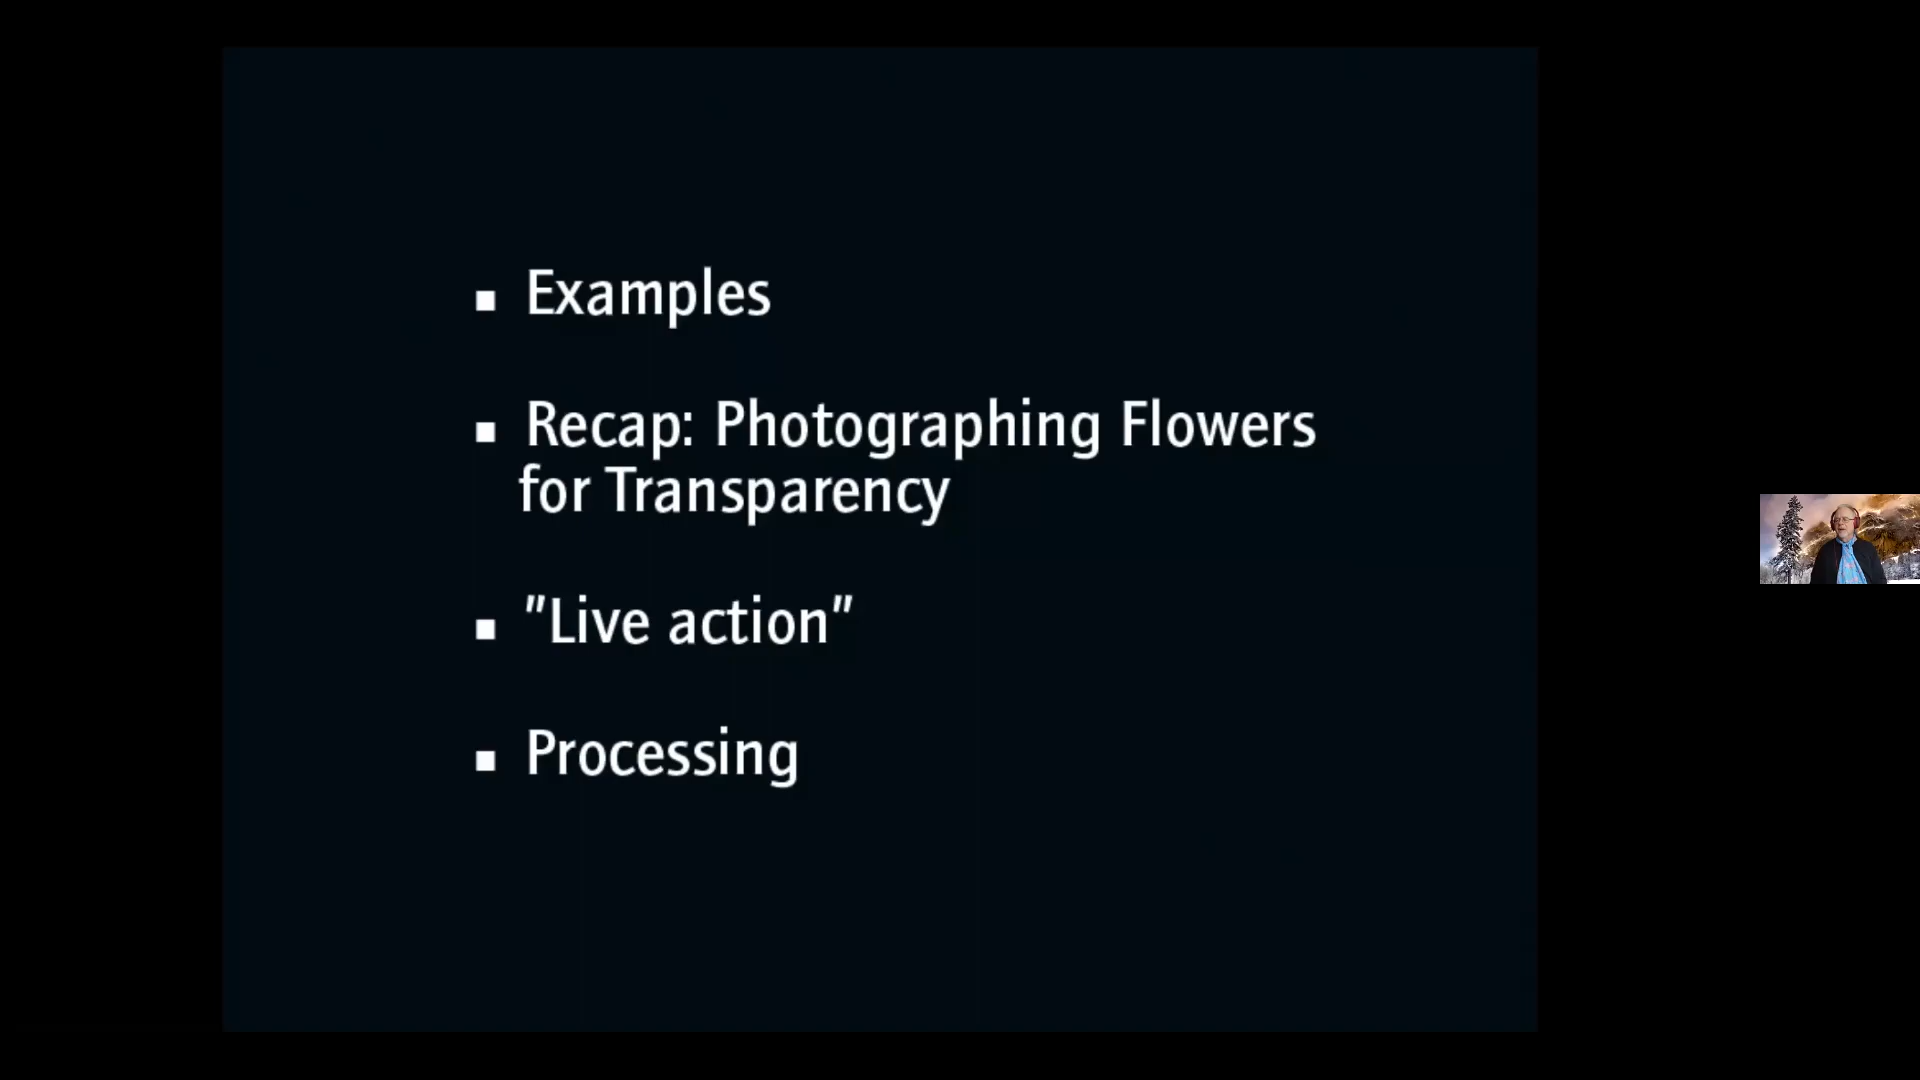 ▪ Examples
▪ Recap: Photographing Flowers
for Transparency
▪ "Live action"
▪ Processing